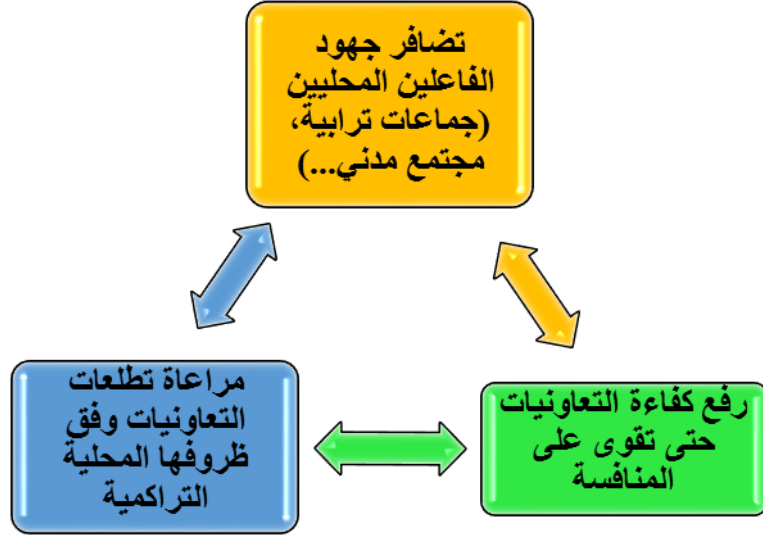 تضافر جهود
الفاعلين المحليين
(جماعات ترابية،
مجتمع مدني...)
رفع كفاءة التعاونيات
حتى تقوى على
المنافسة
مراعاة تطلعات
التعاونيات وفق
ظروفها المحلية
التراكمية